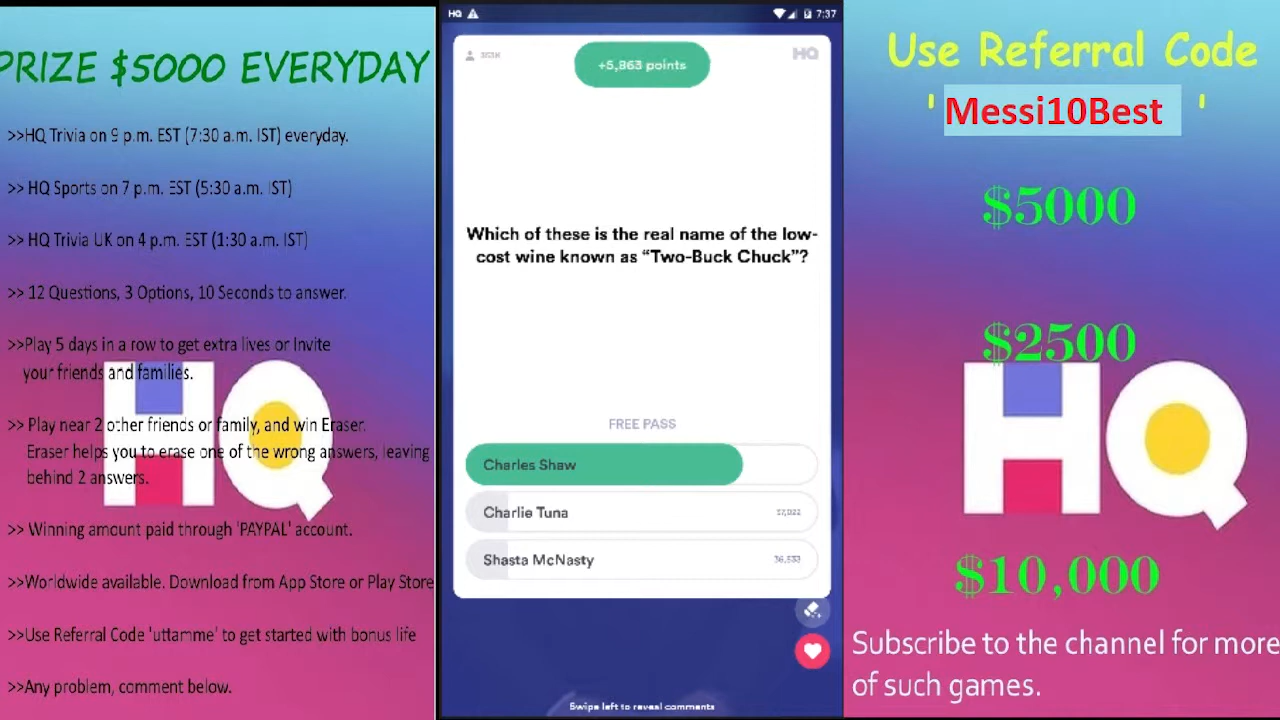 PRIZE $5000 EVERYDAY
>>HQ Trivia on 9 p.m. EST (7:30 a.m. IST) everyday.
>> HQ Sports on 7 p.m. EST (5:30 a.m. IST)
>> HQ Trivia UK on 4 p.m. EST (1:30 a.m. IST)
>> 12 Questions, 3 Options, 10 Seconds to answer.
>>Play 5 days in a row to get extra lives or Invite
your friends and families.
>> Play near 2 other friends or family, and win Eraser.
Eraser helps you to erase one of the wrong answers, leaving
behind 2 answers.
>> Winning amount paid through 'PAYPAL' account.
>>Worldwide available. Download from App Store or Play Store
>>Use Referral Code 'uttamme' to get started with bonus life
>>Any problem, comment below.
HQ
HQ 7:37
+5,863 points
HQ
Which of these is the real name of the low-
cost wine known as “Two-Buck Chuck”?
FREE PASS
Charles Shaw
Charlie Tuna
Shasta McNasty
Swipe left to reveal comments
Use Referral Code
' Messi10Best '
$5000
$2500
HQ
$10,000
Subscribe to the channel for more
of such games.